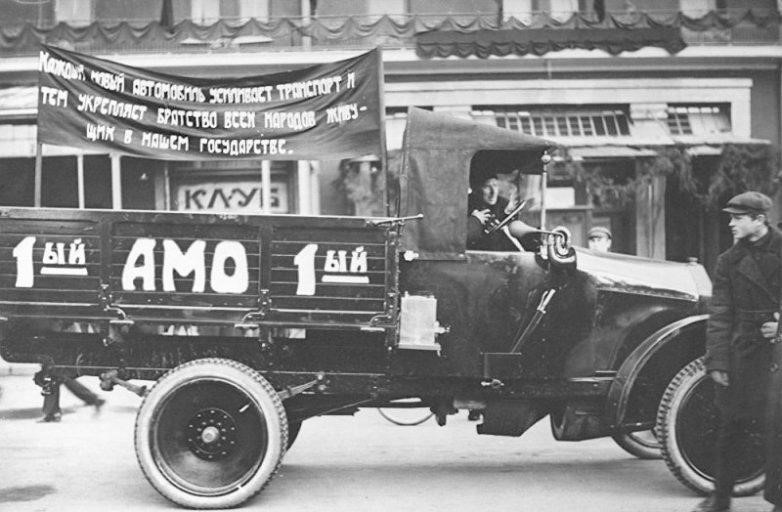 Каждый новый автомобиль усиливает транспорт и
тем укрепляет братство всех народов живу-
щих в нашем государстве.
КЛУБ
1ый АМО 1ый